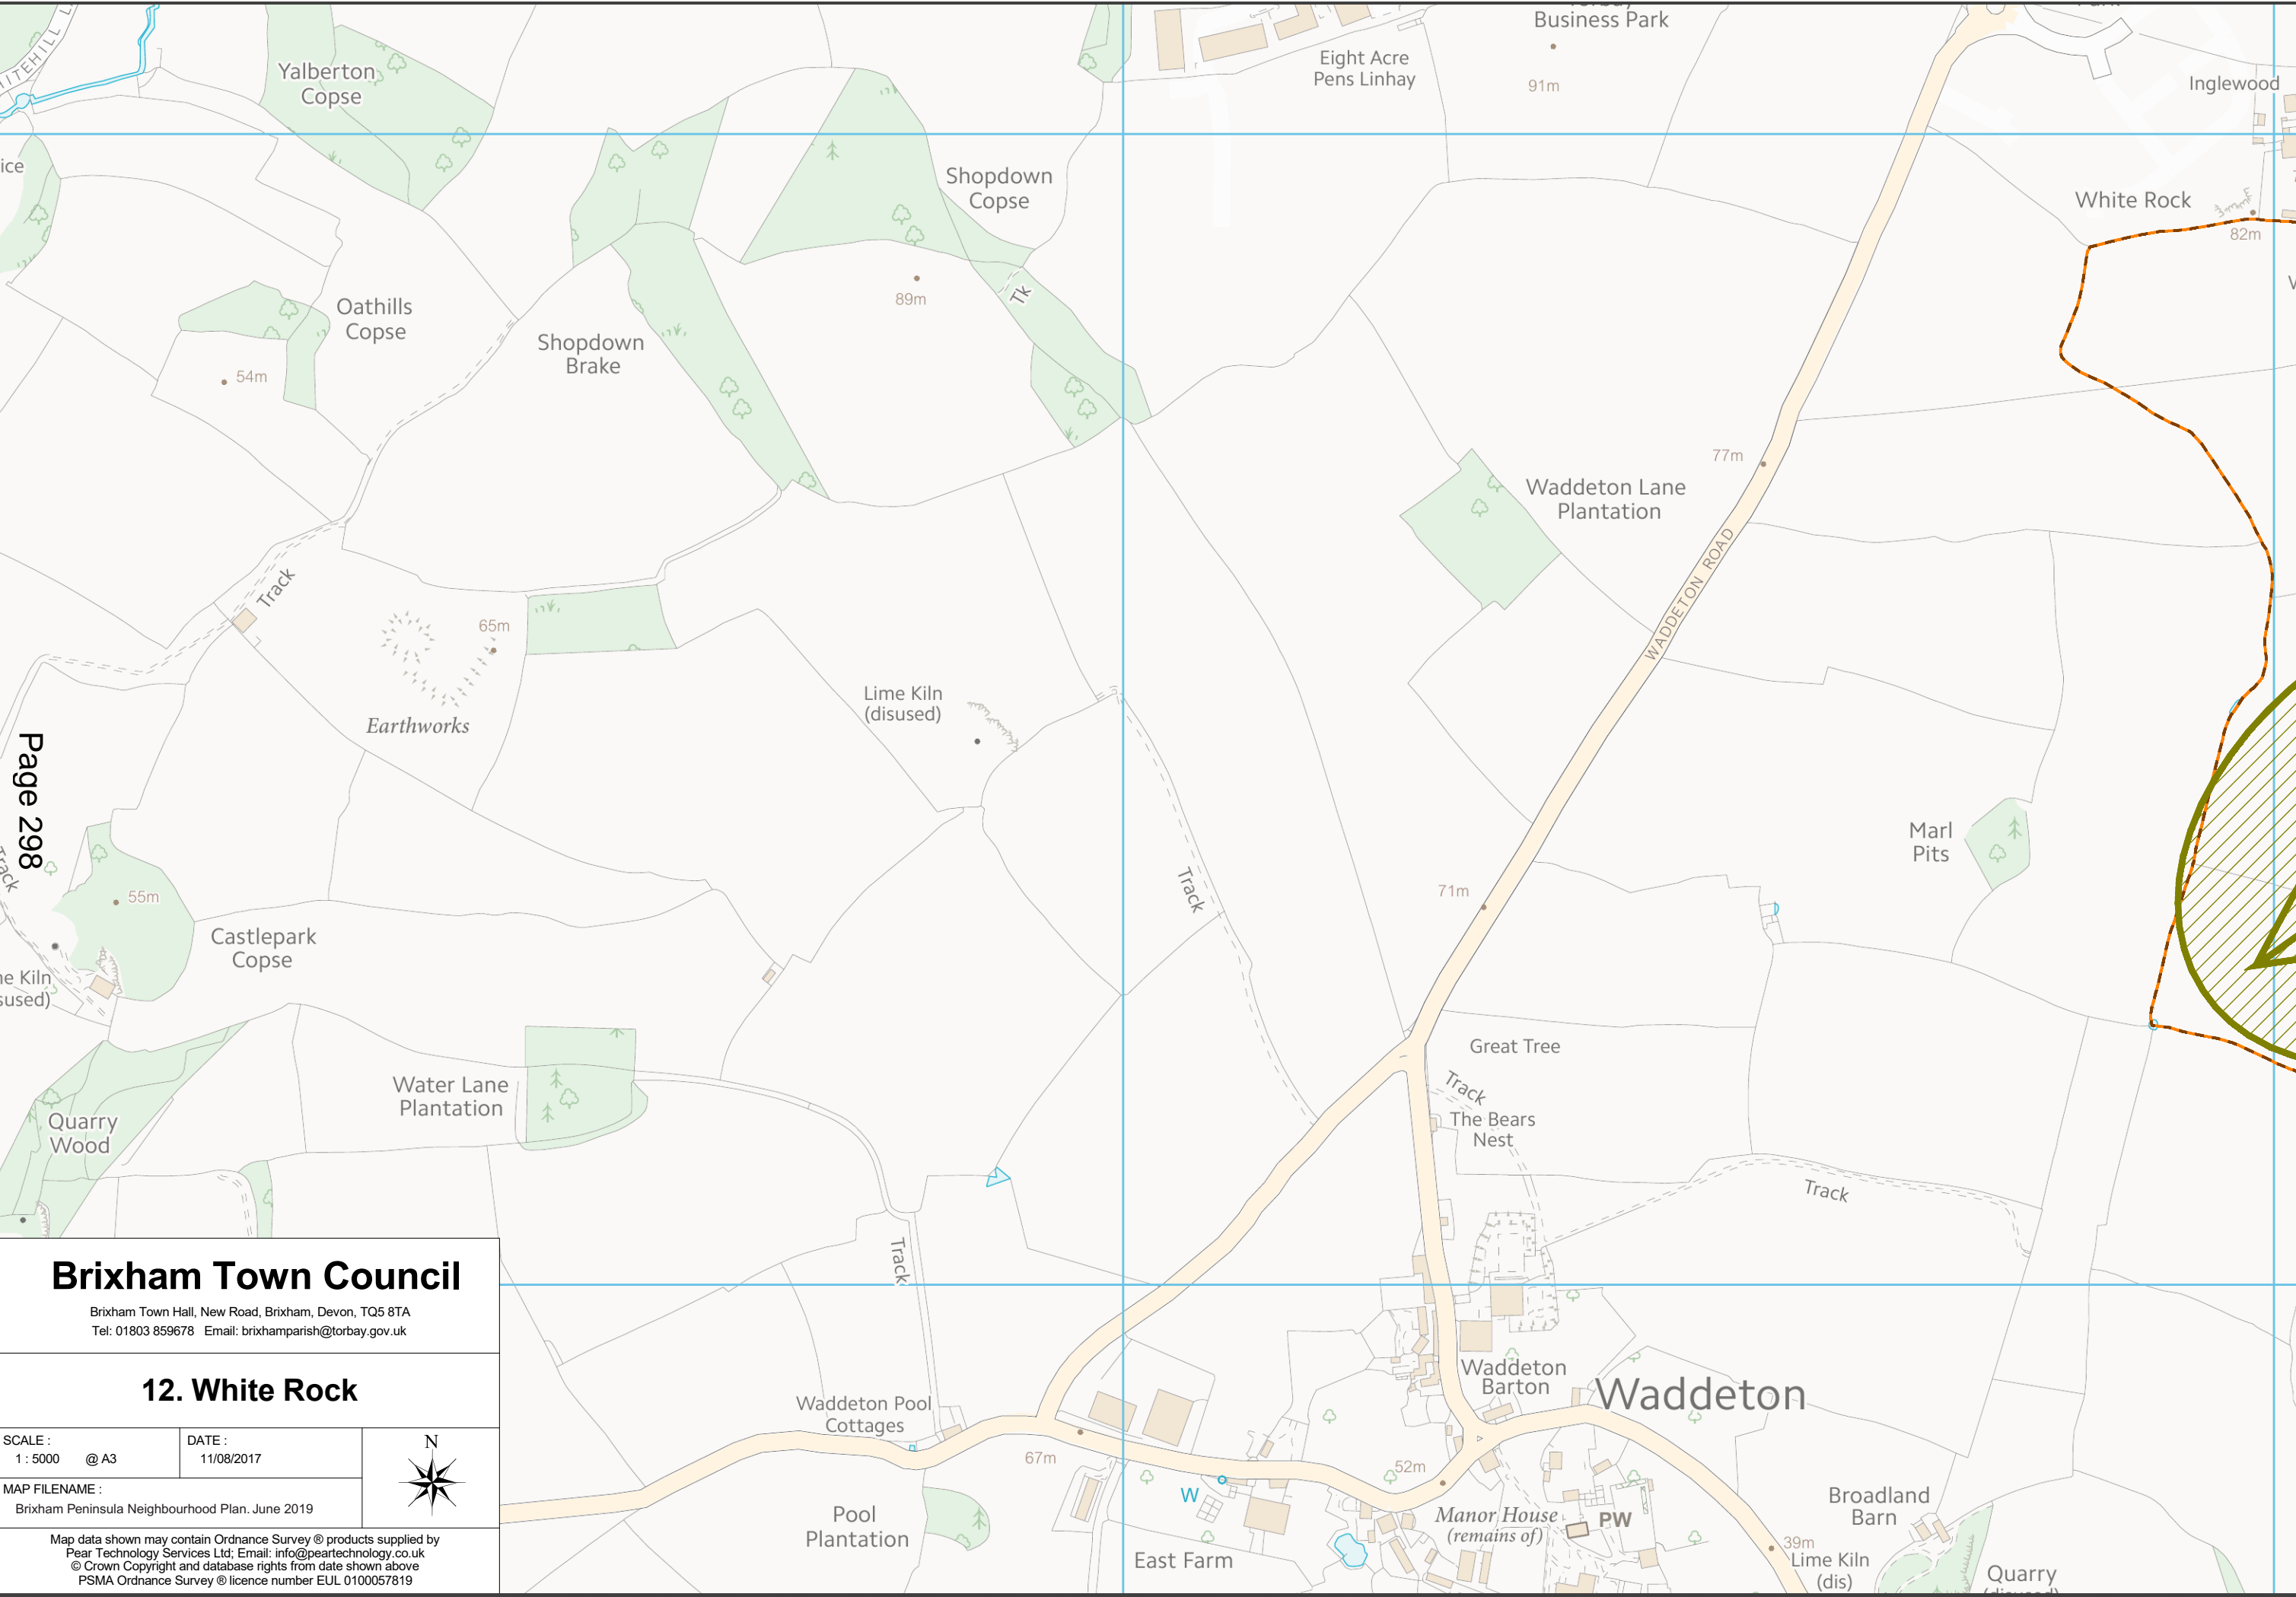 Torbay
Business Park
Park
Eight Acre
Pens Linhay
91m
Inglewood
Yalberton
Copse
Shopdown
Copse
White Rock
82m
Oathills
Copse
89m
Tk
Shopdown
Brake
54m
77m
Waddeton Lane
Plantation
WADDETON ROAD
Track
65m
Earthworks
Lime Kiln
(disused)
Page 298
Marl
Pits
Track
71m
Track
55m
Castlepark
Copse
Great Tree
Track
The Bears
Nest
Water Lane
Plantation
Quarry
Wood
Track
Track
Waddeton
Barton
Waddeton
Waddeton Pool
Cottages
67m
52m
W
Manor House
(remains of)
PW
Pool
Plantation
East Farm
Broadland
Barn
39m
Lime Kiln
(dis)
Quarry
(disused)
Brixham Town Council
Brixham Town Hall, New Road, Brixham, Devon, TQ5 8TA
Tel: 01803 859678 Email: brixhamparish@torbay.gov.uk
12. White Rock
SCALE :
1 : 5000 @ A3
DATE :
11/08/2017
N
MAP FILENAME :
Brixham Peninsula Neighbourhood Plan. June 2019
Map data shown may contain Ordnance Survey ® products supplied by
Pear Technology Services Ltd; Email: info@peartechnology.co.uk
© Crown Copyright and database rights from date shown above
PSMA Ordnance Survey ® licence number EUL 0100057819